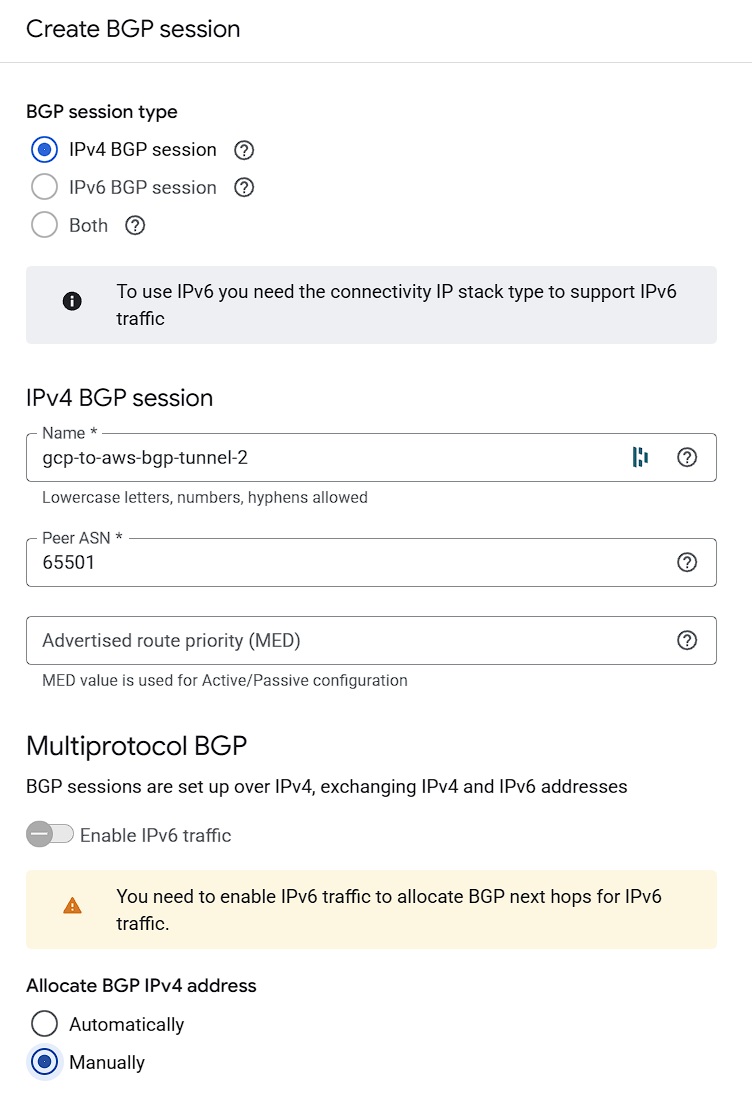 Create BGP session
BGP session type
IPv4 BGP session
IPv6 BGP session
Both
To use IPv6 you need the connectivity IP stack type to support IPv6
traffic
IPv4 BGP session
Name *
gcp-to-aws-bgp-tunnel-2
Lowercase letters, numbers, hyphens allowed
Peer ASN *
65501
Advertised route priority (MED)
MED value is used for Active/Passive configuration
Multiprotocol BGP
BGP sessions are set up over IPv4, exchanging IPv4 and IPv6 addresses
Enable IPv6 traffic
You need to enable IPv6 traffic to allocate BGP next hops for IPv6
traffic.
Allocate BGP IPv4 address
Automatically
Manually